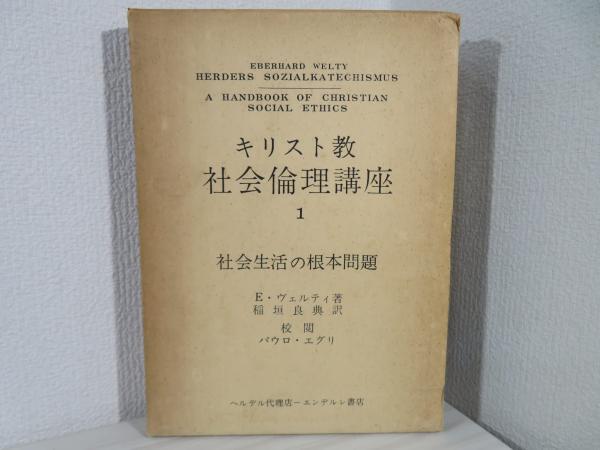 EBERHARD WELTY
HERDERS SOZIALKATECHISMUS
A HANDBOOK OF CHRISTIAN
SOCIAL ETHICS
キリスト教
社会倫理講座
1
社会生活の根本問題
E・ヴェルティ著
稲垣良典訳
校閲
パウロ・エグリ
ヘルデル代理店－エンデルレ書店